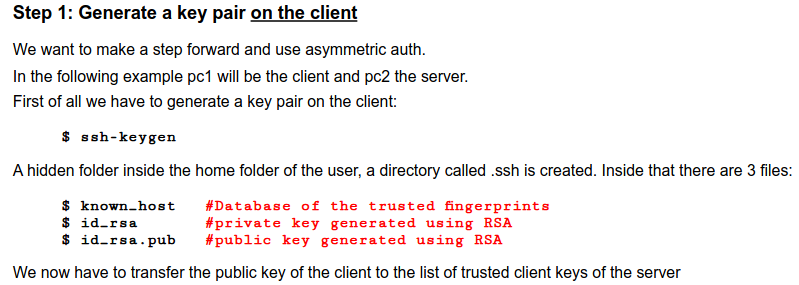 Step 1: Generate a key pair on the client
We want to make a step forward and use asymmetric auth.
In the following example pc1 will be the client and pc2 the server.
First of all we have to generate a key pair on the client:
$ ssh-keygen
A hidden folder inside the home folder of the user, a directory called .ssh is created. Inside that there are 3 files:
$ known_host #Database of the trusted fingerprints
$ id_rsa #private key generated using RSA
$ id_rsa.pub #public key generated using RSA
We now have to transfer the public key of the client to the list of trusted client keys of the server